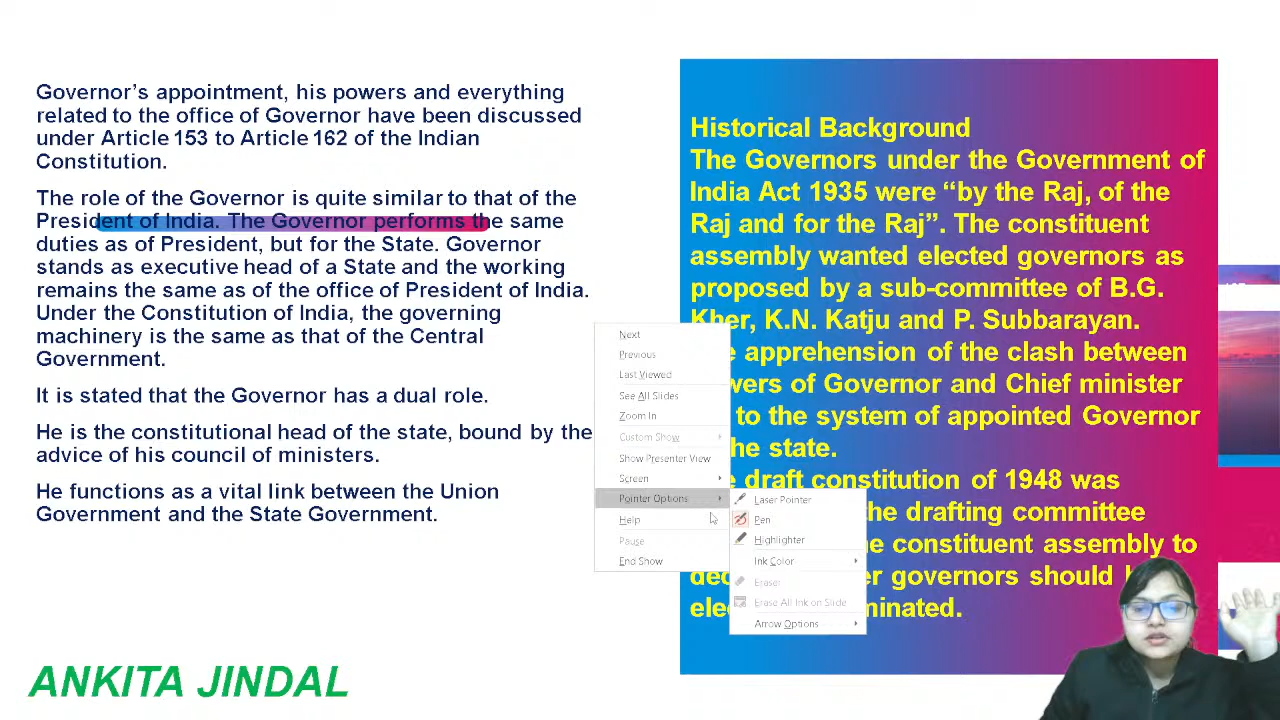 Governor's appointment, his powers and everything
related to the office of Governor have been discussed
under Article 153 to Article 162 of the Indian
Constitution.
The role of the Governor is quite similar to that of the
President of India. The Governor performs the same
duties as of President, but for the State. Governor
stands as executive head of a State and the working
remains the same as of the office of President of India.
Under the Constitution of India, the governing
machinery is the same as that of the Central
Government.
It is stated that the Governor has a dual role.
He is the constitutional head of the state, bound by the
advice of his council of ministers.
He functions as a vital link between the Union
Government and the State Government.
ANKITA JINDAL
Historical Background
The Governors under the Government of
India Act 1935 were “by the Raj, of the
Raj and for the Raj”. The constituent
assembly wanted elected governors as
proposed by a sub-committee of B.G.
Kher, K.N. Katju and P. Subbarayan.
apprehension of the clash between
of Governor and Chief minister
to the system of appointed Governor
the state.
draft constitution of 1948 was
the drafting committee
constituent assembly to
governors should
Next
Previous
Last Viewed
See All Slides
Zoom In
Custom Show
Show Presenter View
Screen
Pointer Options
Help
Pause
End Show
Laser Pointer
Pen
Highlighter
Ink Color
Eraser
Erase All Ink on Slide
Arrow Options